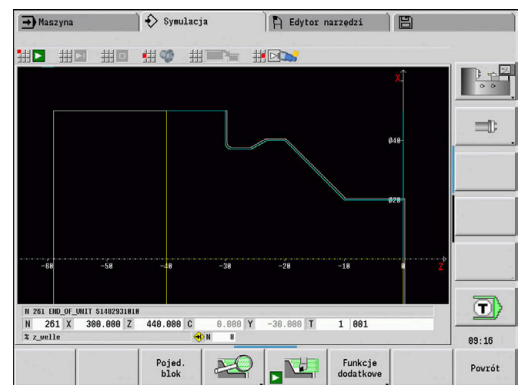 Maszyna
Symulacja
Edytor narzędzi
X
Ø40
Ø20
-60 -50 -40 -30 -20 -10 0 Z
N 261 END_OF_UNIT
N 261 X 300.000 Z 440.000 C 0.000 Y -30.000 T 1 001
z_welle
N 0
T
09:16
Pojed. blok
Funkcje dodatkowe
Powrót